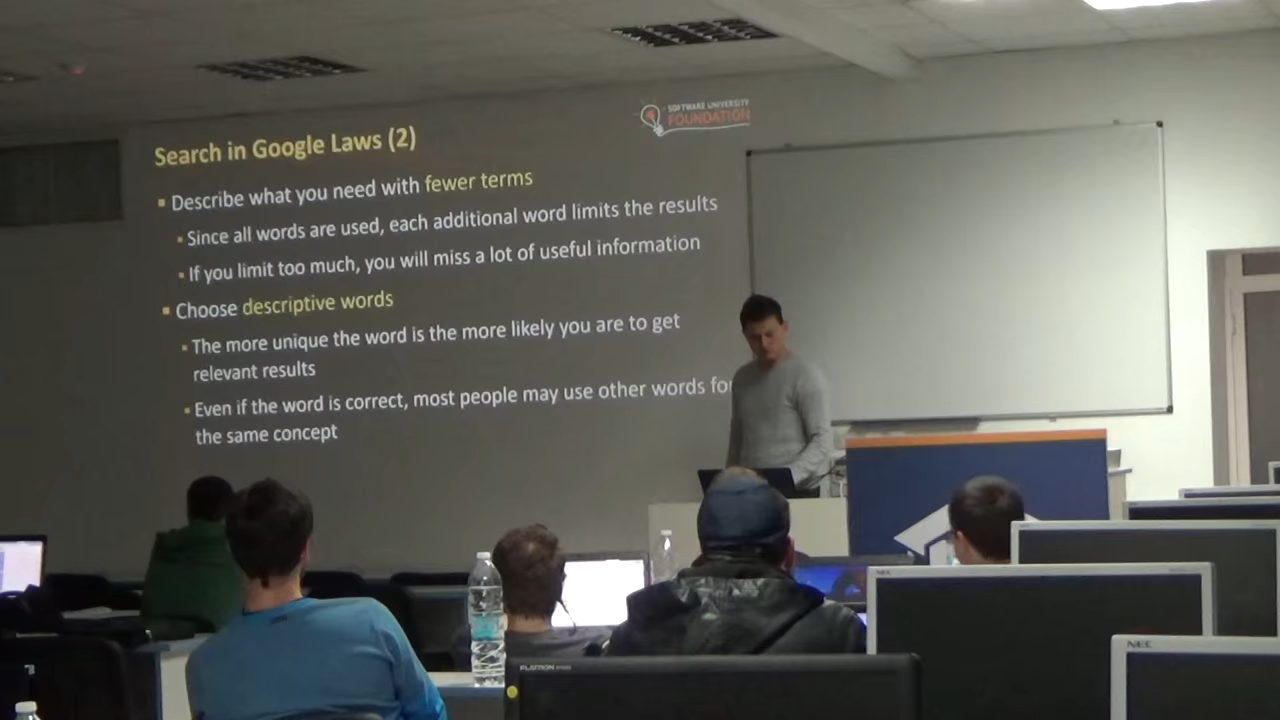 SOFTWARE UNIVERSITY
FOUNDATION
Search in Google Laws (2)
Describe what you need with fewer terms
Since all words are used, each additional word limits the results
If you limit too much, you will miss a lot of useful information
Choose descriptive words
The more unique the word is the more likely you are to get
relevant results
Even if the word is correct, most people may use other words for
the same concept
NEC
FLATRON
NEC